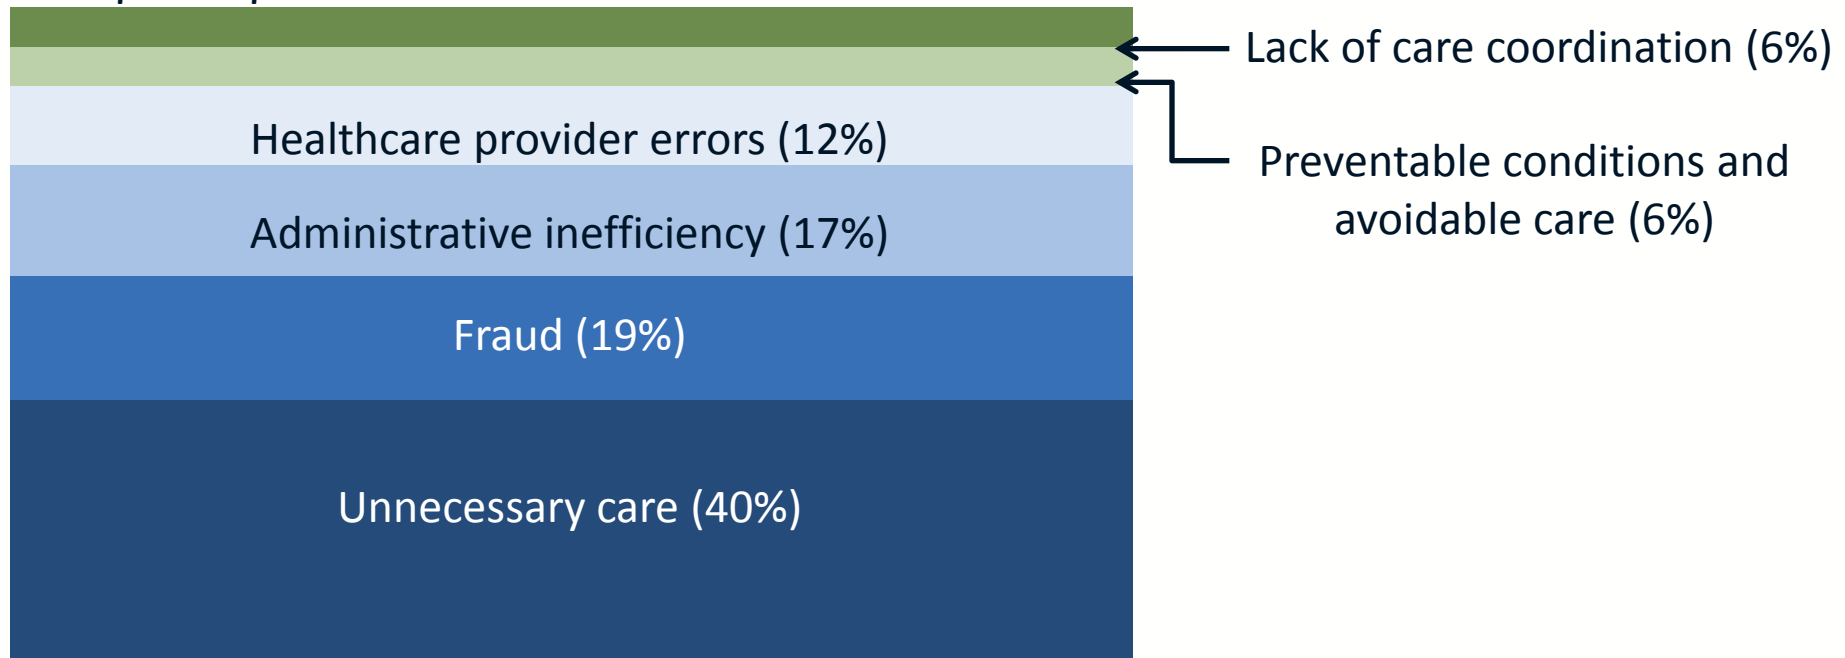 Lack of care coordination (6%)
Healthcare provider errors (12%)
Preventable conditions and
avoidable care (6%)
Administrative inefficiency (17%)
Fraud (19%)
Unnecessary care (40%)